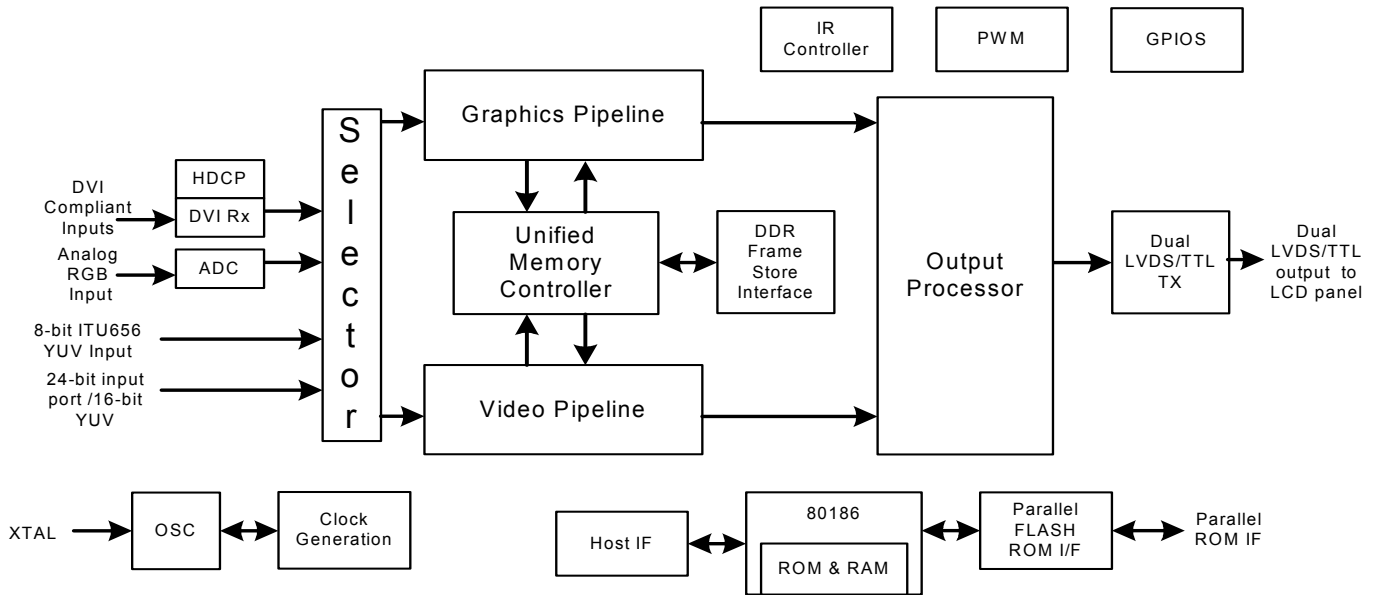 IR
Controller
PWM
GPIOS
Graphics Pipeline
Selector
HDCP
DVI Rx
DVI
Compliant
Inputs
Analog
RGB
Input
ADC
8-bit ITU656
YUV Input
24-bit input
port /16-bit
YUV
Unified
Memory
Controller
DDR
Frame
Store
Interface
Video Pipeline
Output
Processor
Dual
LVDS/TTL
TX
Dual
LVDS/TTL
output to
LCD panel
XTAL
OSC
Clock
Generation
Host IF
80186
ROM & RAM
Parallel
FLASH
ROM I/F
Parallel
ROM IF